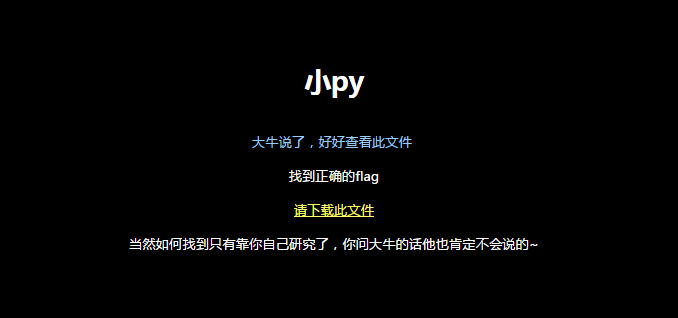 小py
大牛说了，好好查看此文件
找到正确的flag
请下载此文件
当然如何找到只有靠你自己研究了，你问大牛的话他也肯定不会说的~